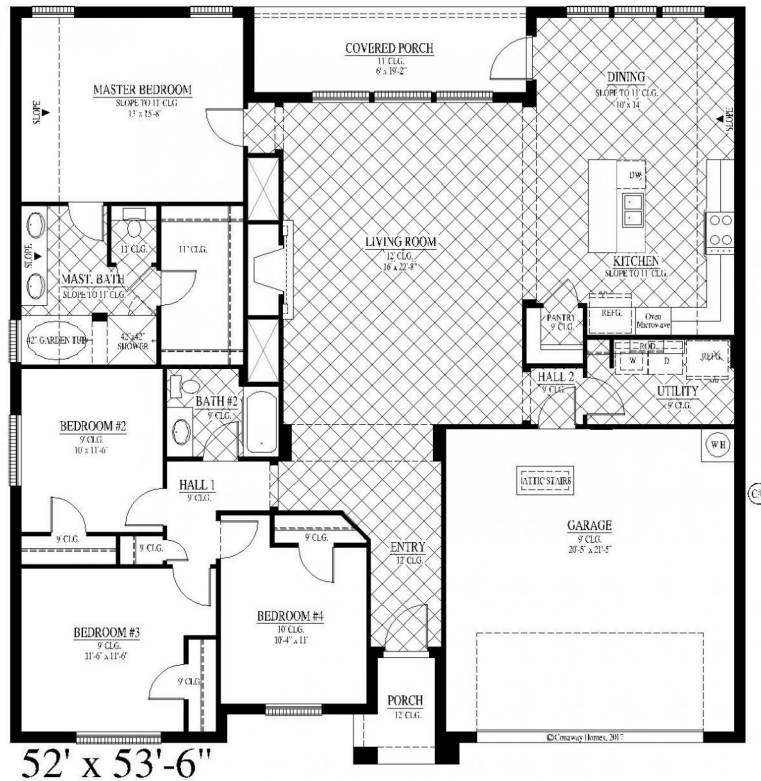 COVERED PORCH
11' CLG.
6' x 19'-2"
DINING
SLOPE TO 11' CLG.
10' x 14'
MASTER BEDROOM
SLOPE TO 11' CLG
13' x 15'-8"
SLOPE
SLOPE
DW
LIVING ROOM
12' CLG.
16' x 22'-8"
KITCHEN
SLOPE TO 11' CLG.
11' CLG.
11' CLG.
SLOPE
MAST. BATH
SLOPE TO 11' CLG.
42" GARDEN TUB
42"x42"
SHOWER
PANTRY
9' CLG.
REFG.
Oven
Microwave
HALL 2
9' CLG.
ROD
W
D
REFG.
UTILITY
9' CLG.
BATH #2
9' CLG.
BEDROOM #2
9' CLG.
10' x 11'-6"
WH
ATTIC STAIRS
HALL 1
9' CLG.
GARAGE
9' CLG.
20'-5" x 21'-5"
9' CLG.
9' CLG.
9' CLG.
ENTRY
12' CLG.
BEDROOM #4
10' CLG.
10'-4" x 11'
BEDROOM #3
9' CLG.
11'-6" x 11'-6"
9' CLG.
PORCH
12' CLG.
©Conaway Homes, 2017
52' x 53'-6"